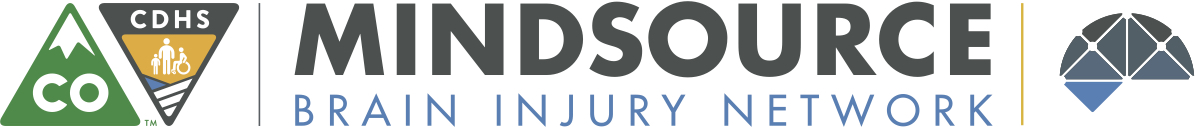 CDHS
CO
TM
MINDSOURCE
BRAIN INJURY NETWORK